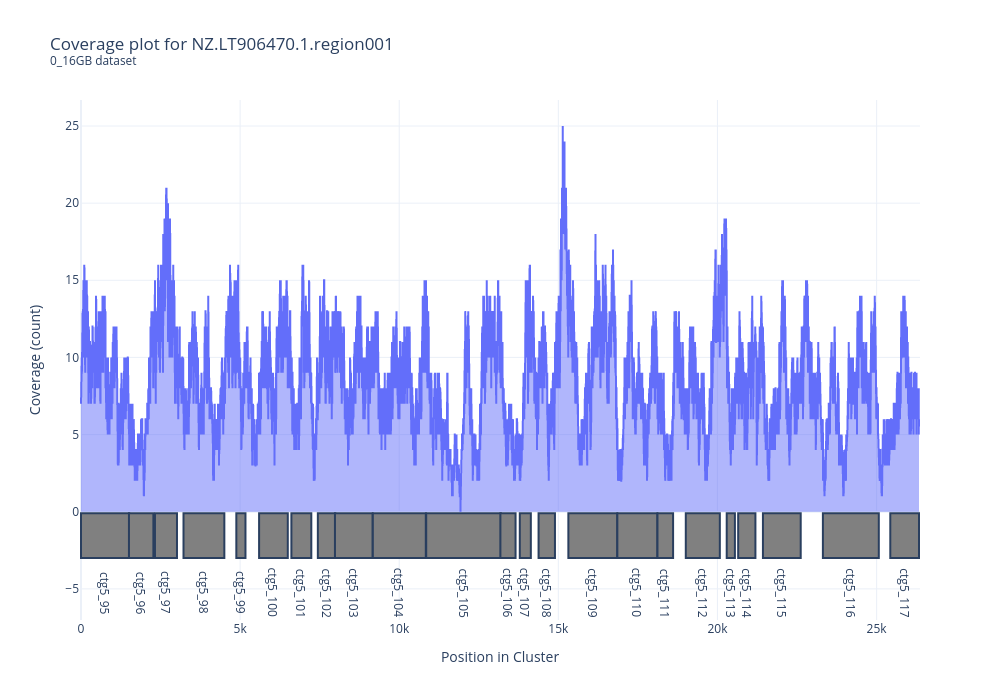 Coverage plot for NZ.LT906470.1.region001
0_16GB dataset
Coverage (count)
25
20
15
10
5
0
−5
ctg5_95
ctg5_96
ctg5_97
ctg5_98
ctg5_99
ctg5_100
ctg5_101
ctg5_102
ctg5_103
ctg5_104
ctg5_105
ctg5_106
ctg5_107
ctg5_108
ctg5_109
ctg5_110
ctg5_111
ctg5_112
ctg5_113
ctg5_114
ctg5_115
ctg5_116
ctg5_117
0 5k 10k 15k 20k 25k
Position in Cluster